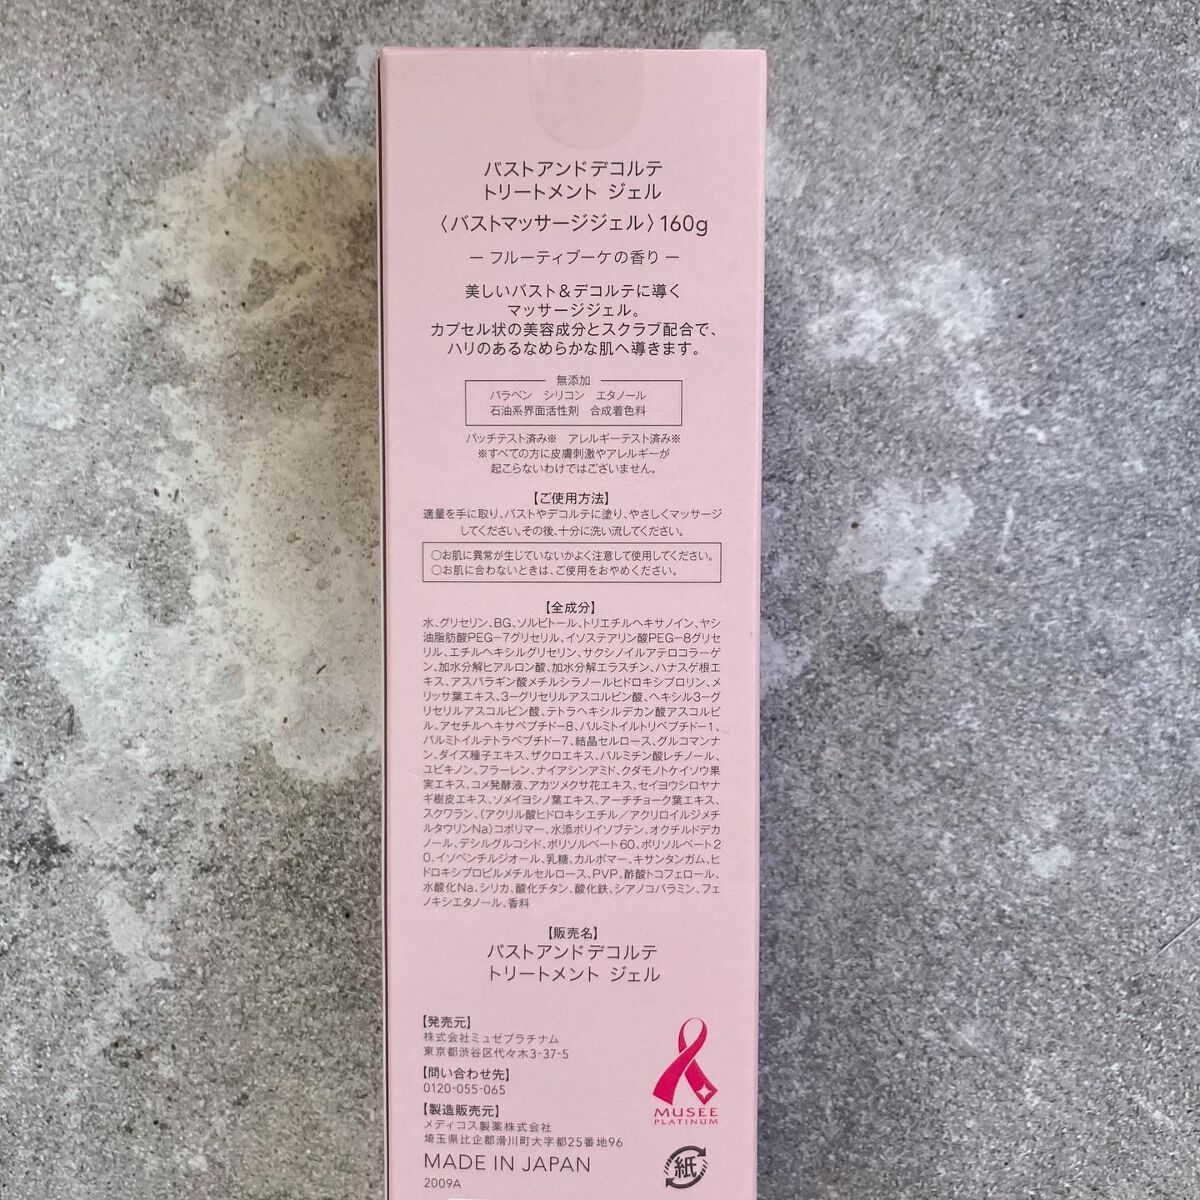 バストアンドデコルテ
トリートメント ジェル
〈バストマッサージジェル〉160g
— フルーティブーケの香り —
美しいバスト&デコルテに導く
マッサージジェル。
カプセル状の美容成分とスクラブ配合で、
ハリのあるなめらかな肌へ導きます。
無添加
パラベン シリコン エタノール
石油系界面活性剤 合成着色料
パッチテスト済み※ アレルギーテスト済み※
※すべての方に皮膚刺激やアレルギーが
起こらないわけではございません。
【ご使用方法】
適量を手に取り、バストやデコルテに塗り、やさしくマッサージ
してください。その後、十分に洗い流してください。
○お肌に異常が生じていないかよく注意して使用してください。
○お肌に合わないときは、ご使用をおやめください。
【全成分】
水、グリセリン、BG、ソルビトール、トリエチルヘキサノイン、ヤシ
油脂肪酸PEG-7グリセリル、イソステアリン酸PEG-8グリセ
リル、エチルヘキシルグリセリン、サクシノイルアテロコラーゲ
ン、加水分解ヒアルロン酸、加水分解エラスチン、ハナスゲ根エ
キス、アスパラギン酸メチルシラノールヒドロキシプロリン、メ
リッサ葉エキス、3-グリセリルアスコルビン酸、ヘキシル3-グ
リセリルアスコルビン酸、テトラヘキシルデカン酸アスコルビ
ル、アセチルヘキサペプチド-8、パルミトイルトリペプチド-1、
パルミトイルテトラペプチド-7、結晶セルロース、グルコマンナ
ン、ダイズ種子エキス、ザクロエキス、パルミチン酸レチノール、
ユビキノン、フラーレン、ナイアシンアミド、クダモノトケイソウ果
実エキス、コメ発酵液、アカツメクサ花エキス、セイヨウシロヤナ
ギ樹皮エキス、ソメイヨシノ葉エキス、アーチチョーク葉エキス、
スクワラン、(アクリル酸ヒドロキシエチル/アクリロイルジメチ
ルタウリンNa)コポリマー、水添ポリイソブテン、オクチルドデカ
ノール、デシルグルコシド、ポリソルベート60、ポリソルベート2
0、イソペンチルジオール、乳糖、カルボマー、キサンタンガム、ヒ
ドロキシプロピルメチルセルロース、PVP、酢酸トコフェロール、
水酸化Na、シリカ、酸化チタン、酸化鉄、シアノコバラミン、フェ
ノキシエタノール、香料
【販売名】
バストアンドデコルテ
トリートメント ジェル
【発売元】
株式会社ミュゼプラチナム
東京都渋谷区代々木3-37-5
【問い合わせ先】
0120-055-065
【製造販売元】
メディコス製薬株式会社
埼玉県比企郡滑川町大字都25番地96
MADE IN JAPAN
2009A
MUSEE
PLATINUM
紙